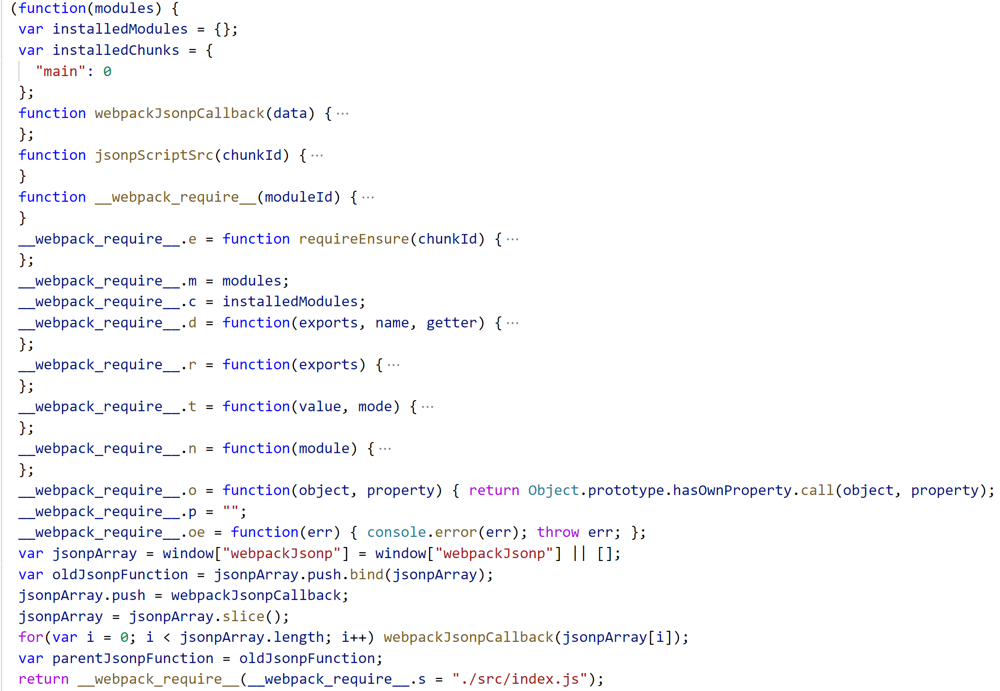 (function(modules) {
var installedModules = {};
var installedChunks = {
"main": 0
};
function webpackJsonpCallback(data) {···
};
function jsonpScriptSrc(chunkId) {···
}
function __webpack_require__(moduleId) {···
}
__webpack_require__.e = function requireEnsure(chunkId) {···
};
__webpack_require__.m = modules;
__webpack_require__.c = installedModules;
__webpack_require__.d = function(exports, name, getter) {···
};
__webpack_require__.r = function(exports) {···
};
__webpack_require__.t = function(value, mode) {···
};
__webpack_require__.n = function(module) {···
};
__webpack_require__.o = function(object, property) { return Object.prototype.hasOwnProperty.call(object, property);
__webpack_require__.p = "";
__webpack_require__.oe = function(err) { console.error(err); throw err; };
var jsonpArray = window["webpackJsonp"] = window["webpackJsonp"] || [];
var oldJsonpFunction = jsonpArray.push.bind(jsonpArray);
jsonpArray.push = webpackJsonpCallback;
jsonpArray = jsonpArray.slice();
for(var i = 0; i < jsonpArray.length; i++) webpackJsonpCallback(jsonpArray[i]);
var parentJsonpFunction = oldJsonpFunction;
return __webpack_require__(__webpack_require__.s = "./src/index.js");